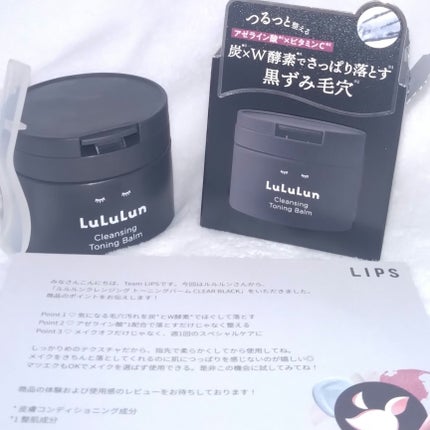 つるっと整える
アゼライン酸*¹×ビタミンC*²
炭×W酵素*³でさっぱり落とす
黒ずみ毛穴
LuLuLun
Cleansing
Toning Balm
LuLuLun
Cleansing
Toning Balm
LIPS
みなさんこんにちは、Team LIPSです。今回はルルルンさんから、
「ルルルンクレンジング トーニングバーム CLEAR BLACK」をいただきました。
商品のポイントをお伝えします！
Point 1 ♡ 気になる毛穴汚れを炭*とW酵素*でほぐして落とす
Point 2 ♡ アゼライン酸*1配合で落とすだけじゃなく整える
Point 3 ♡ メイクオフだけじゃなく、週1回のスペシャルケアに
しっかりめのテクスチャだから、指先で柔らかくしてから使用してね。
メイクをきちんと落としてくれるのに肌につっぱりを感じないのが嬉しい◎
マツエクもOKでメイクを選ばず使用できる。是非この機会に試してみてね！
商品の体験および使用感のレビューをお待ちしております！
*皮膚コンディショニング成分
*1 整肌成分